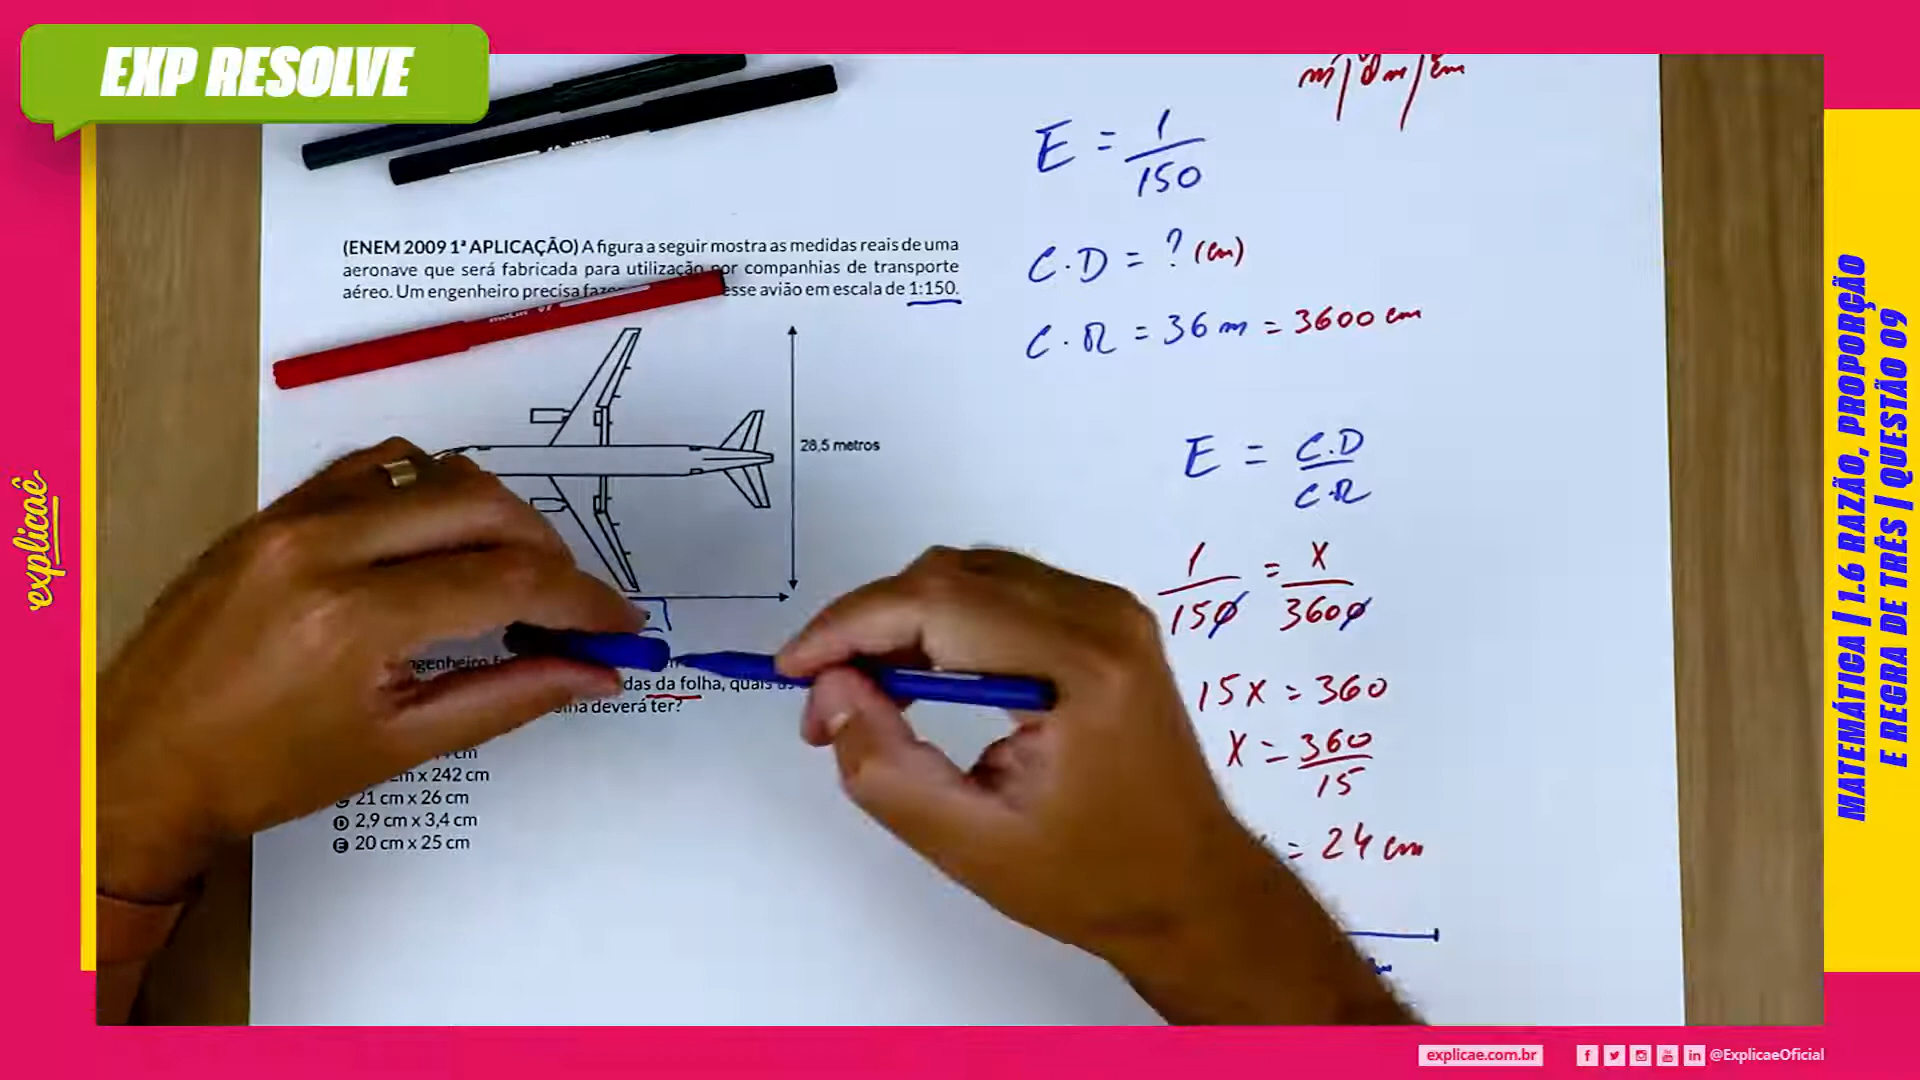 EXP RESOLVE
m/dm/cm
E = 1/150
(ENEM 2009 1ª APLICAÇÃO) A figura a seguir mostra as medidas reais de uma
aeronave que será fabricada para utilização por companhias de transporte
aéreo. Um engenheiro precisa esse avião em escala de 1:150.
C.D = ? (cm)
C.R = 36 m = 3600 cm
28,5 metros
E = C.D/C.R
1/150 = X/3600
15X = 360
X = 360/15
= 24 cm
das da folha, quais
deverá ter?
cm
cm x 242 cm
C 21 cm x 26 cm
D 2,9 cm x 3,4 cm
E 20 cm x 25 cm
explicaê
MATEMÁTICA | 1.6 RAZÃO, PROPORÇÃO
E REGRA DE TRÊS | QUESTÃO 09
explicae.com.br
@ExplicaeOficial